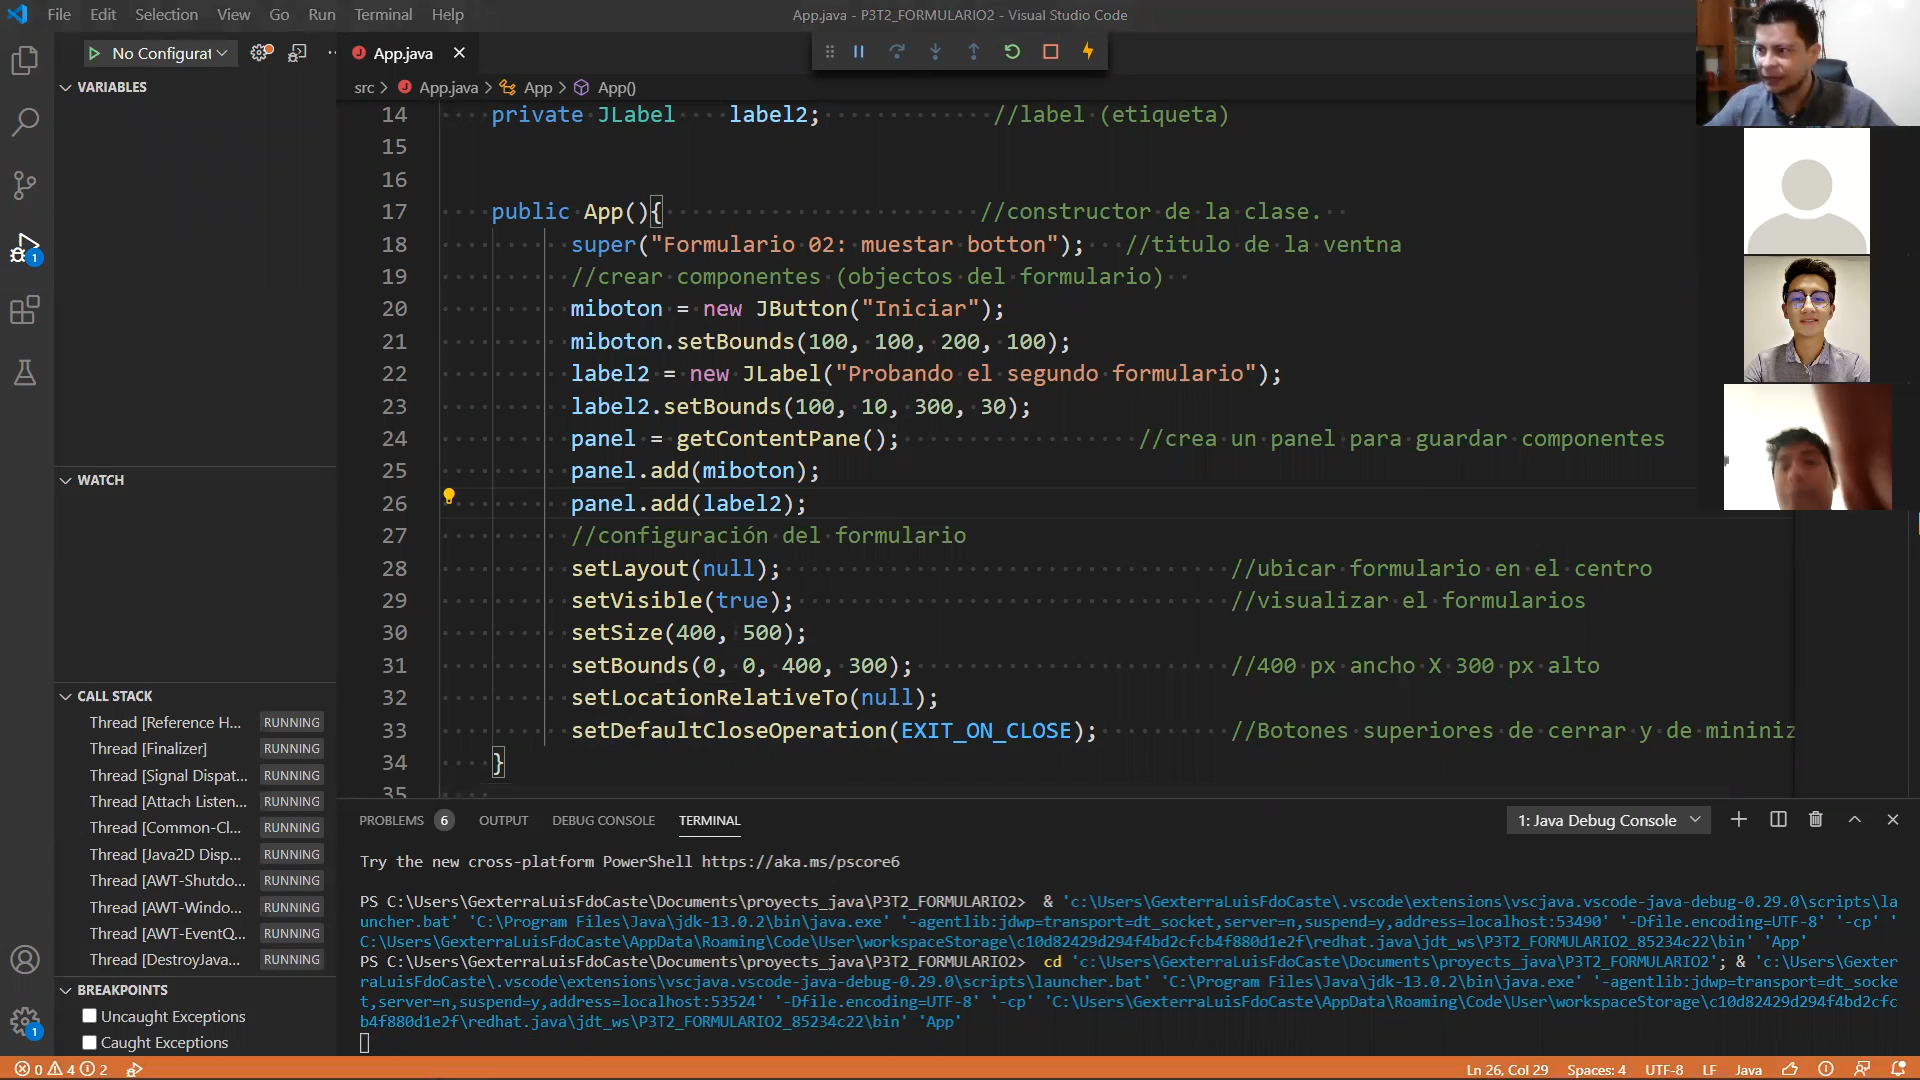 File Edit Selection View Go Run Terminal Help
App.java - P3T2_FORMULARIO2 - Visual Studio Code
No Configurat
App.java
VARIABLES
src > App.java > App > App()
14 private JLabel label2; //label (etiqueta)
15
16
17 public App(){ //constructor de la clase.
18 super("Formulario 02: muestar botton"); //titulo de la ventna
19 //crear componentes (objectos del formulario)
20 miboton = new JButton("Iniciar");
21 miboton.setBounds(100, 100, 200, 100);
22 label2 = new JLabel("Probando el segundo formulario");
23 label2.setBounds(100, 10, 300, 30);
24 panel = getContentPane(); //crea un panel para guardar componentes
25 panel.add(miboton);
26 panel.add(label2);
27 //configuración del formulario
28 setLayout(null); //ubicar formulario en el centro
29 setVisible(true); //visualizar el formularios
30 setSize(400, 500);
31 setBounds(0, 0, 400, 300); //400 px ancho X 300 px alto
32 setLocationRelativeTo(null);
33 setDefaultCloseOperation(EXIT_ON_CLOSE); //Botones superiores de cerrar y de mininiz
34 }
35
WATCH
CALL STACK
Thread [Reference H... RUNNING
Thread [Finalizer] RUNNING
Thread [Signal Dispat... RUNNING
Thread [Attach Listen... RUNNING
Thread [Common-Cl... RUNNING
Thread [Java2D Disp... RUNNING
Thread [AWT-Shutdo... RUNNING
Thread [AWT-Windo... RUNNING
Thread [AWT-EventQ... RUNNING
Thread [DestroyJava... RUNNING
BREAKPOINTS
Uncaught Exceptions
Caught Exceptions
PROBLEMS 6 OUTPUT DEBUG CONSOLE TERMINAL
1: Java Debug Console
Try the new cross-platform PowerShell https://aka.ms/pscore6
PS C:\Users\GexterraLuisFdoCaste\Documents\proyects_java\P3T2_FORMULARIO2> & 'c:\Users\GexterraLuisFdoCaste\.vscode\extensions\vscjava.vscode-java-debug-0.29.0\scripts\la
uncher.bat' 'C:\Program Files\Java\jdk-13.0.2\bin\java.exe' '-agentlib:jdwp=transport=dt_socket,server=n,suspend=y,address=localhost:53490' '-Dfile.encoding=UTF-8' '-cp' '
C:\Users\GexterraLuisFdoCaste\AppData\Roaming\Code\User\workspaceStorage\c10d82429d294f4bd2cfcb4f880d1e2f\redhat.java\jdt_ws\P3T2_FORMULARIO2_85234c22\bin' 'App'
PS C:\Users\GexterraLuisFdoCaste\Documents\proyects_java\P3T2_FORMULARIO2> cd 'c:\Users\GexterraLuisFdoCaste\Documents\proyects_java\P3T2_FORMULARIO2'; & 'c:\Users\Gexter
raLuisFdoCaste\.vscode\extensions\vscjava.vscode-java-debug-0.29.0\scripts\launcher.bat' 'C:\Program Files\Java\jdk-13.0.2\bin\java.exe' '-agentlib:jdwp=transport=dt_socke
t,server=n,suspend=y,address=localhost:53524' '-Dfile.encoding=UTF-8' '-cp' 'C:\Users\GexterraLuisFdoCaste\AppData\Roaming\Code\User\workspaceStorage\c10d82429d294f4bd2cfc
b4f880d1e2f\redhat.java\jdt_ws\P3T2_FORMULARIO2_85234c22\bin' 'App'
1
1
0 4 2
Ln 26, Col 29 Spaces: 4 UTF-8 LF Java